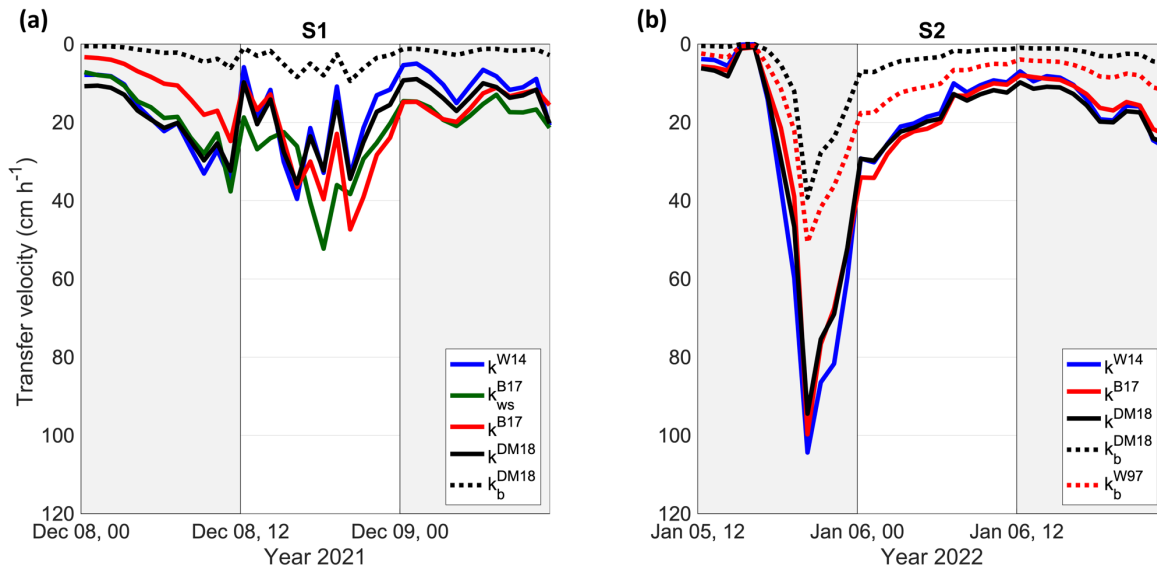 (a)
S1
Transfer velocity (cm h⁻¹)
0
20
40
60
80
100
120
k^W14
k_ws^B17
k^B17
k^DM18
k_b^DM18
Dec 08, 00
Dec 08, 12
Dec 09, 00
Year 2021
(b)
S2
0
20
40
60
80
100
120
k^W14
k^B17
k^DM18
k_b^DM18
k_b^W97
Jan 05, 12
Jan 06, 00
Jan 06, 12
Year 2022